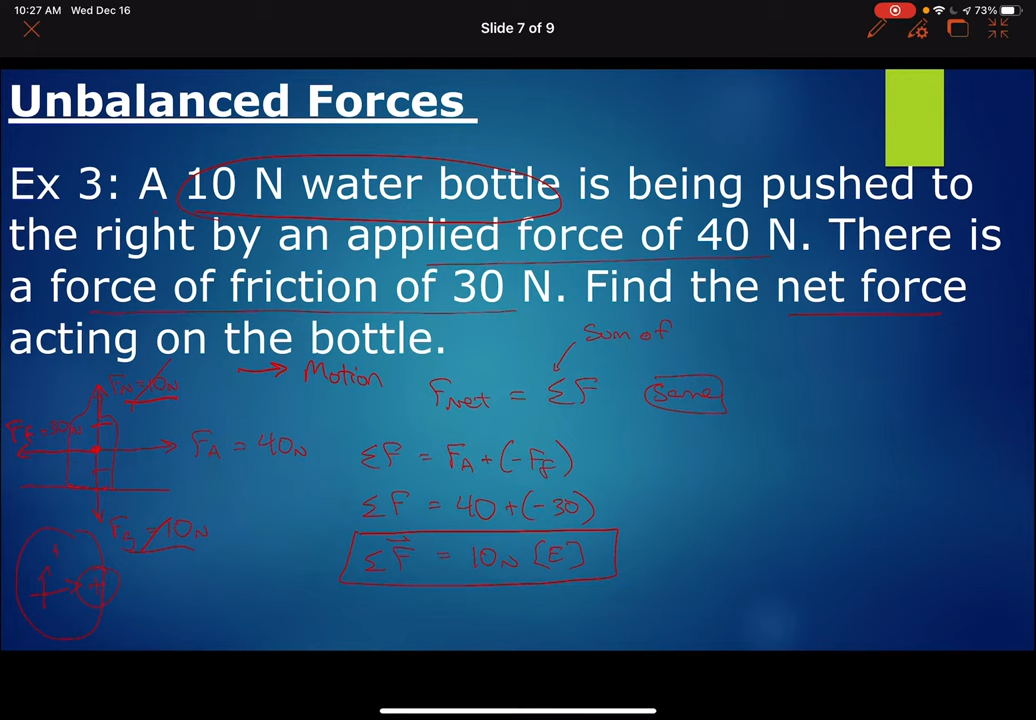 10:27 AM Wed Dec 16
73%
Slide 7 of 9
Unbalanced Forces
Ex 3: A 10 N water bottle is being pushed to
the right by an applied force of 40 N. There is
a force of friction of 30 N. Find the net force
acting on the bottle.
Sum of
→ Motion
Fnet = ΣF same
FN = 10N
Ff = 30N
FA = 40N
ΣF = FA + (-Ff)
ΣF = 40 + (-30)
Fg = 10N
ΣF = 10N [E]
+